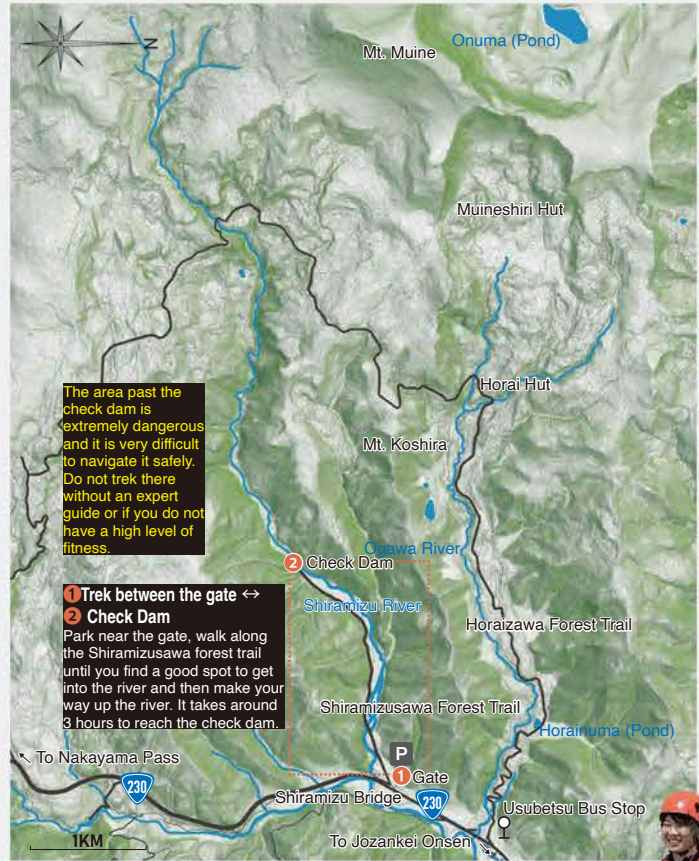 N
Mt. Muine
Onuma (Pond)
Muineshiri Hut
Horai Hut
The area past the
check dam is
extremely dangerous
and it is very difficult
to navigate it safely.
Do not trek there
without an expert
guide or if you do not
have a high level of
fitness.
Mt. Koshira
Ogawa River
2 Check Dam
Shiramizu River
1 Trek between the gate ↔
2 Check Dam
Park near the gate, walk along
the Shiramizusawa forest trail
until you find a good spot to get
into the river and then make your
way up the river. It takes around
3 hours to reach the check dam.
Horaizawa Forest Trail
Shiramizusawa Forest Trail
Horainuma (Pond)
P
1 Gate
↖ To Nakayama Pass
230
Shiramizu Bridge
230
Usubetsu Bus Stop
1KM
To Jozankei Onsen ↘